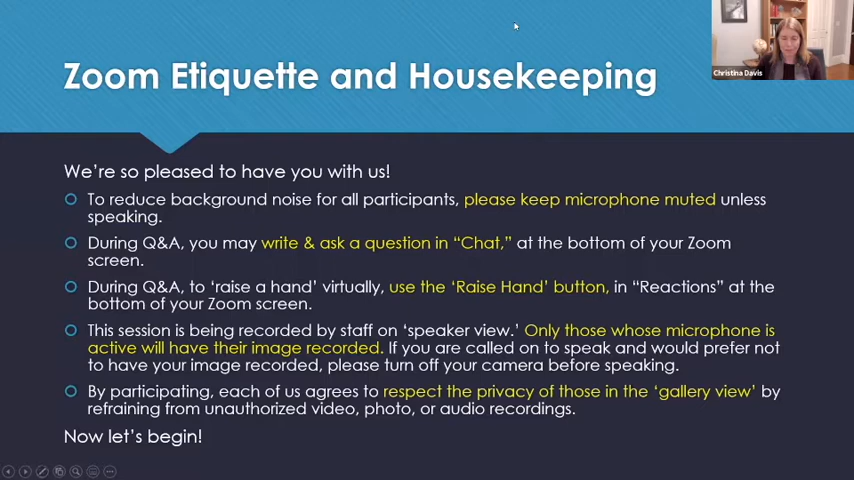 Zoom Etiquette and Housekeeping
Christina Davis
We're so pleased to have you with us!
To reduce background noise for all participants, please keep microphone muted unless
speaking.
During Q&A, you may write & ask a question in “Chat,” at the bottom of your Zoom
screen.
During Q&A, to ‘raise a hand’ virtually, use the ‘Raise Hand’ button, in “Reactions” at the
bottom of your Zoom screen.
This session is being recorded by staff on ‘speaker view.’ Only those whose microphone is
active will have their image recorded. If you are called on to speak and would prefer not
to have your image recorded, please turn off your camera before speaking.
By participating, each of us agrees to respect the privacy of those in the ‘gallery view’ by
refraining from unauthorized video, photo, or audio recordings.
Now let's begin!